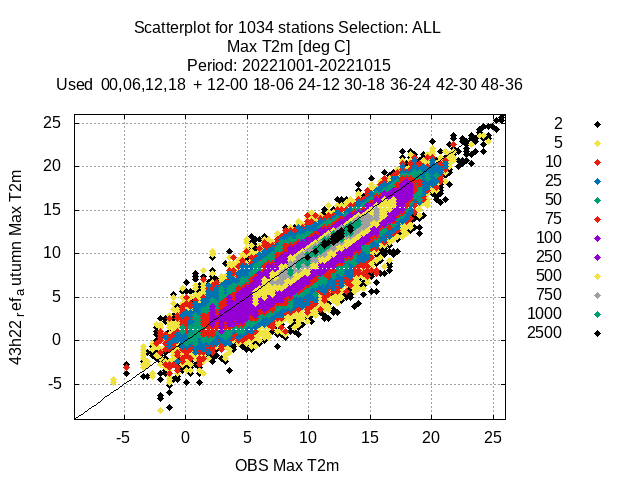 Scatterplot for 1034 stations Selection: ALL
Max T2m [deg C]
Period: 20221001-20221015
Used  00,06,12,18  + 12-00 18-06 24-12 30-18 36-24 42-30 48-36
25
20
15
10
5
0
-5
43h22 r ef a utumn Max T2m
-5 0 5 10 15 20 25
OBS Max T2m
2
5
10
25
50
75
100
250
500
750
1000
2500